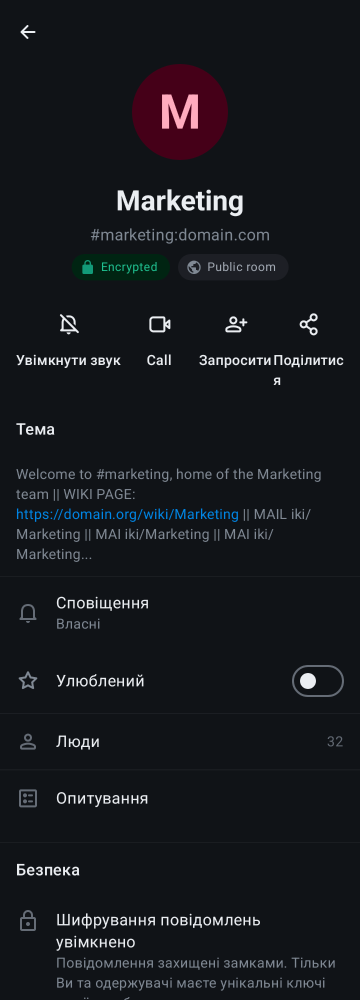 M
Marketing
#marketing:domain.com
Encrypted
Public room
Увімкнути звук
Call
Запросити
Поділитис
я
Тема
Welcome to #marketing, home of the Marketing
team || WIKI PAGE:
https://domain.org/wiki/Marketing || MAIL iki/
Marketing || MAI iki/Marketing || MAI iki/
Marketing...
Сповіщення
Власні
Улюблений
Люди
32
Опитування
Безпека
Шифрування повідомлень
увімкнено
Повідомлення захищені замками. Тільки
Ви та одержувачі маєте унікальні ключі